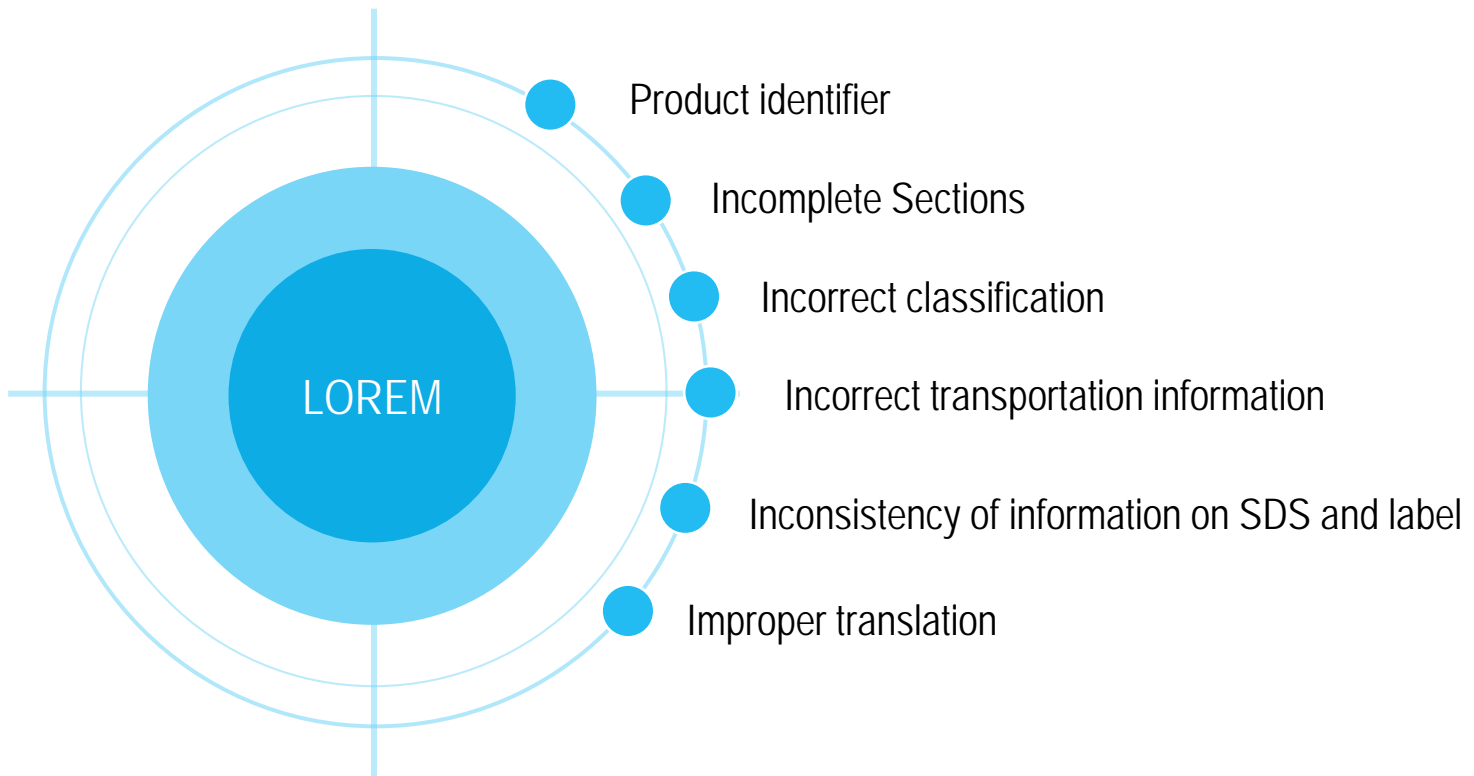 Product identifier
Incomplete Sections
Incorrect classification
LOREM
Incorrect transportation information
Inconsistency of information on SDS and label
Improper translation